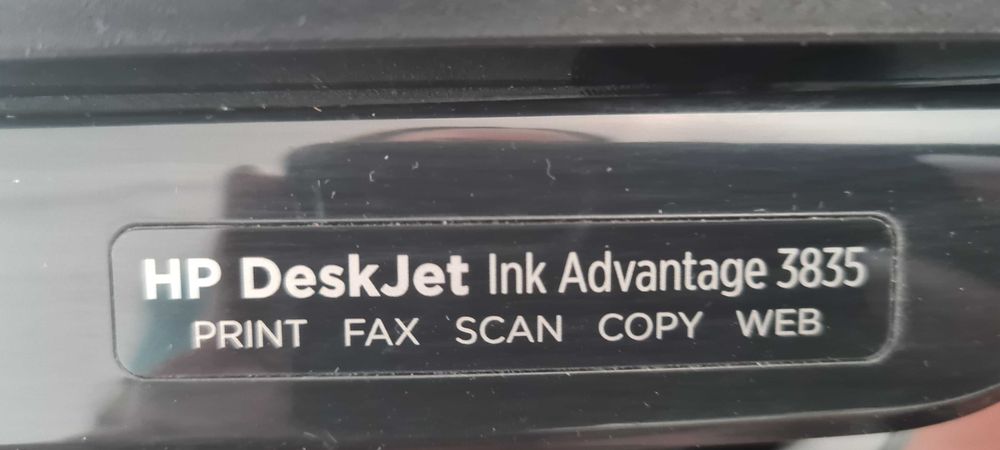 HP DeskJet Ink Advantage 3835
PRINT FAX SCAN COPY WEB